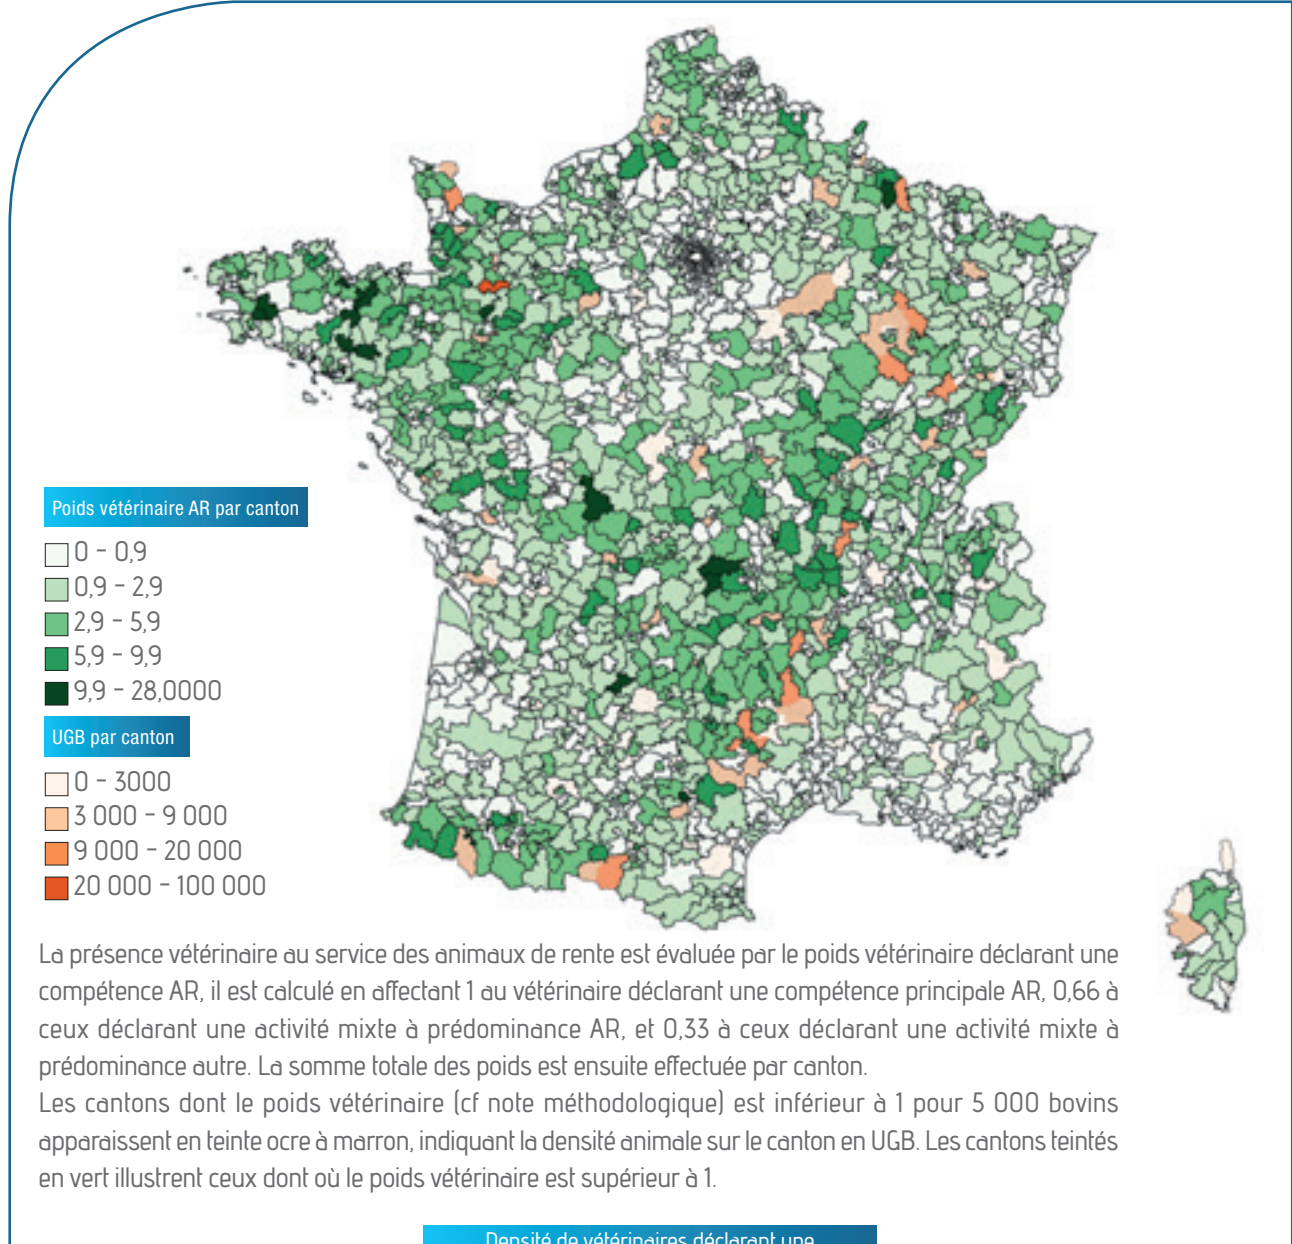 Poids vétérinaire AR par canton
0 - 0,9
0,9 - 2,9
2,9 - 5,9
5,9 - 9,9
9,9 - 28,0000
UGB par canton
0 - 3000
3 000 - 9 000
9 000 - 20 000
20 000 - 100 000
La présence vétérinaire au service des animaux de rente est évaluée par le poids vétérinaire déclarant une
compétence AR, il est calculé en affectant 1 au vétérinaire déclarant une compétence principale AR, 0,66 à
ceux déclarant une activité mixte à prédominance AR, et 0,33 à ceux déclarant une activité mixte à
prédominance autre. La somme totale des poids est ensuite effectuée par canton.
Les cantons dont le poids vétérinaire (cf note méthodologique) est inférieur à 1 pour 5 000 bovins
apparaissent en teinte ocre à marron, indiquant la densité animale sur le canton en UGB. Les cantons teintés
en vert illustrent ceux dont où le poids vétérinaire est supérieur à 1.
Densité de vétérinaires déclarant une